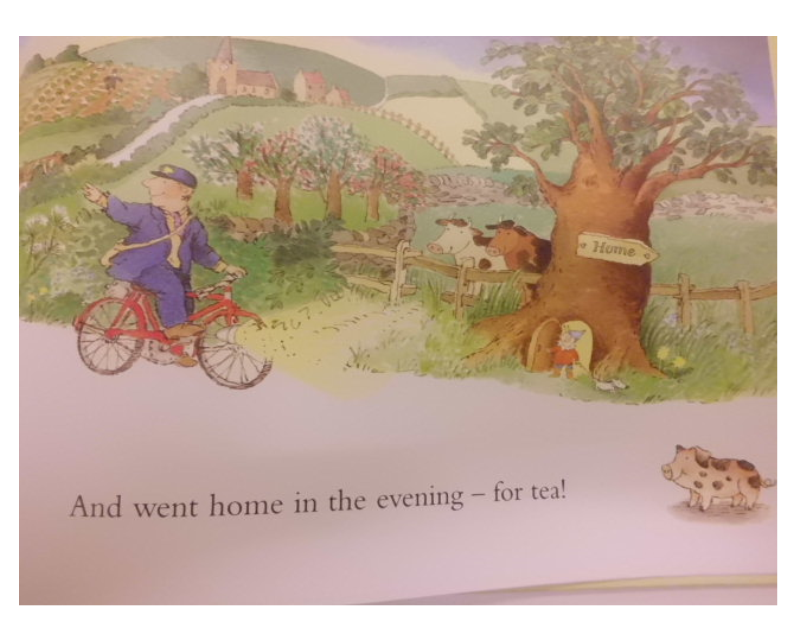 Home
And went home in the evening – for tea!